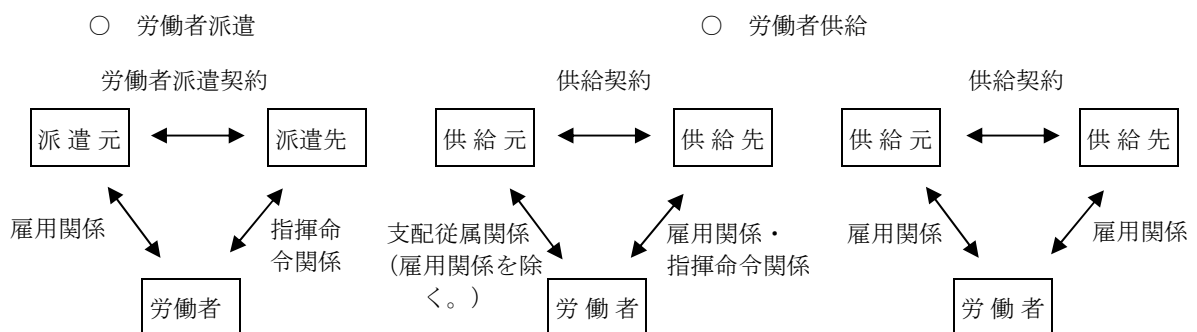 ○　労働者派遣
○　労働者供給
労働者派遣契約
供給契約
供給契約
派 遣 元
派遣先
供 給 元
供 給 先
供 給 元
供 給 先
雇用関係
指揮命
令関係
支配従属関係
(雇用関係を除
く。)
雇用関係・
指揮命令関係
雇用関係
雇用関係
労働者
労 働 者
労 働 者